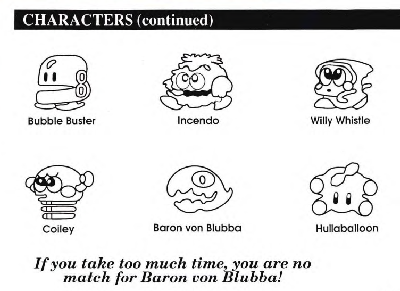 CHARACTERS (continued)
Bubble Buster Incendo Willy Whistle
Coiley Baron von Blubba Hullaballoon
If you take too much time, you are no
match for Baron von Blubba!